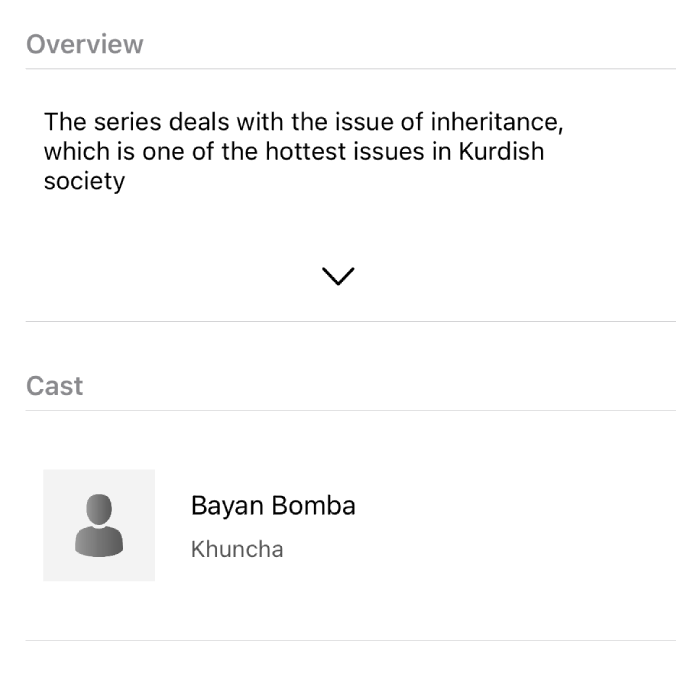 Overview
The series deals with the issue of inheritance,
which is one of the hottest issues in Kurdish
society
Cast
Bayan Bomba
Khuncha